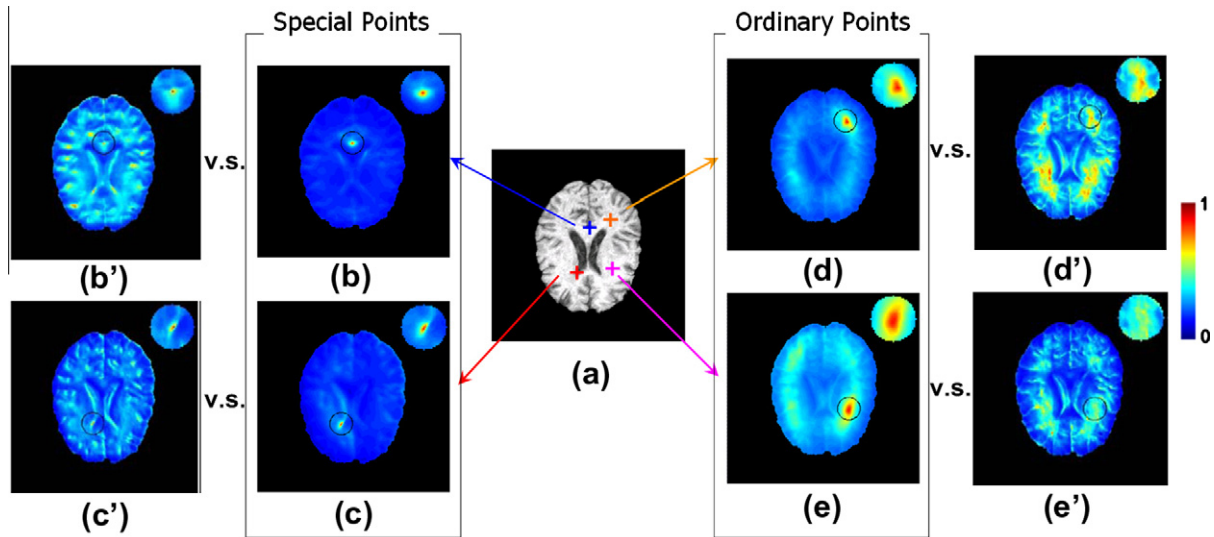 Special Points
Ordinary Points
v.s.
v.s.
1
0
(b')
(b)
(d)
(d')
(a)
v.s.
v.s.
(c')
(c)
(e)
(e')